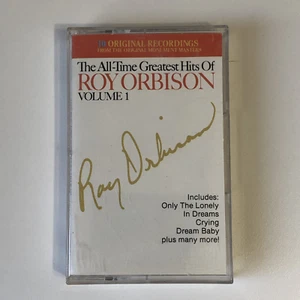 ORIGINAL RECORDINGS
FROM THE ORIGINAL MONUMENT MASTERS
The All-Time Greatest Hits Of
ROY ORBISON
VOLUME 1
Roy Orbison
Includes:
Only The Lonely
In Dreams
Crying
Dream Baby
plus many more!